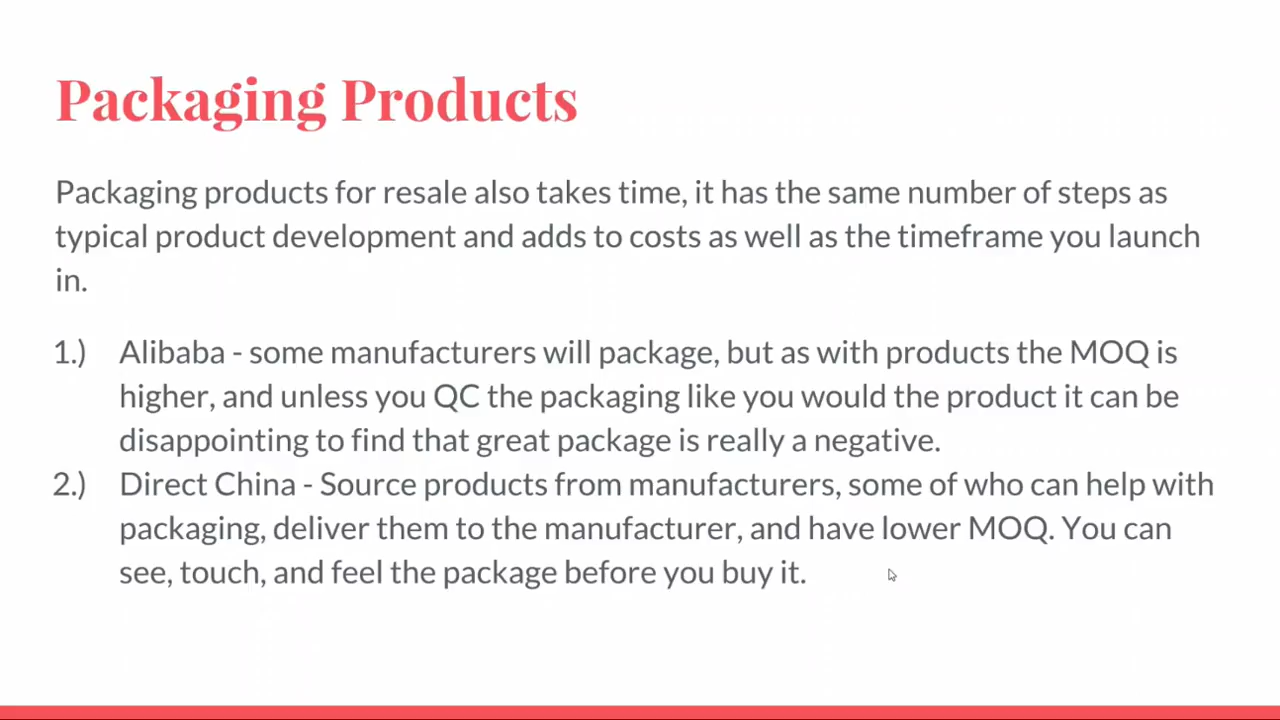 Packaging Products
Packaging products for resale also takes time, it has the same number of steps as
typical product development and adds to costs as well as the timeframe you launch
in.
1.) Alibaba - some manufacturers will package, but as with products the MOQ is
higher, and unless you QC the packaging like you would the product it can be
disappointing to find that great package is really a negative.
2.) Direct China - Source products from manufacturers, some of who can help with
packaging, deliver them to the manufacturer, and have lower MOQ. You can
see, touch, and feel the package before you buy it.